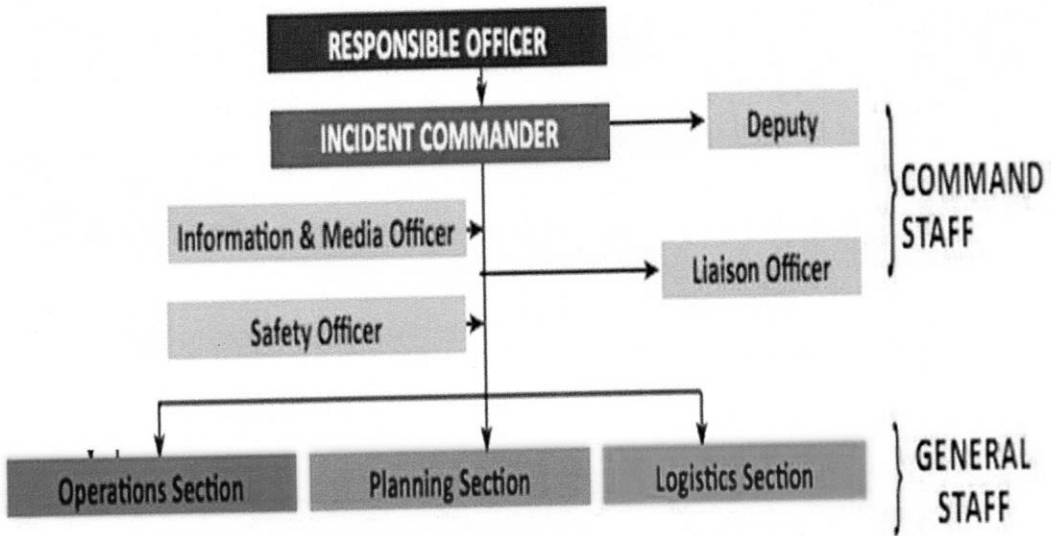 RESPONSIBLE OFFICER
INCIDENT COMMANDER
Deputy
COMMAND
STAFF
Information & Media Officer
Liaison Officer
Safety Officer
Operations Section
Planning Section
Logistics Section
GENERAL
STAFF